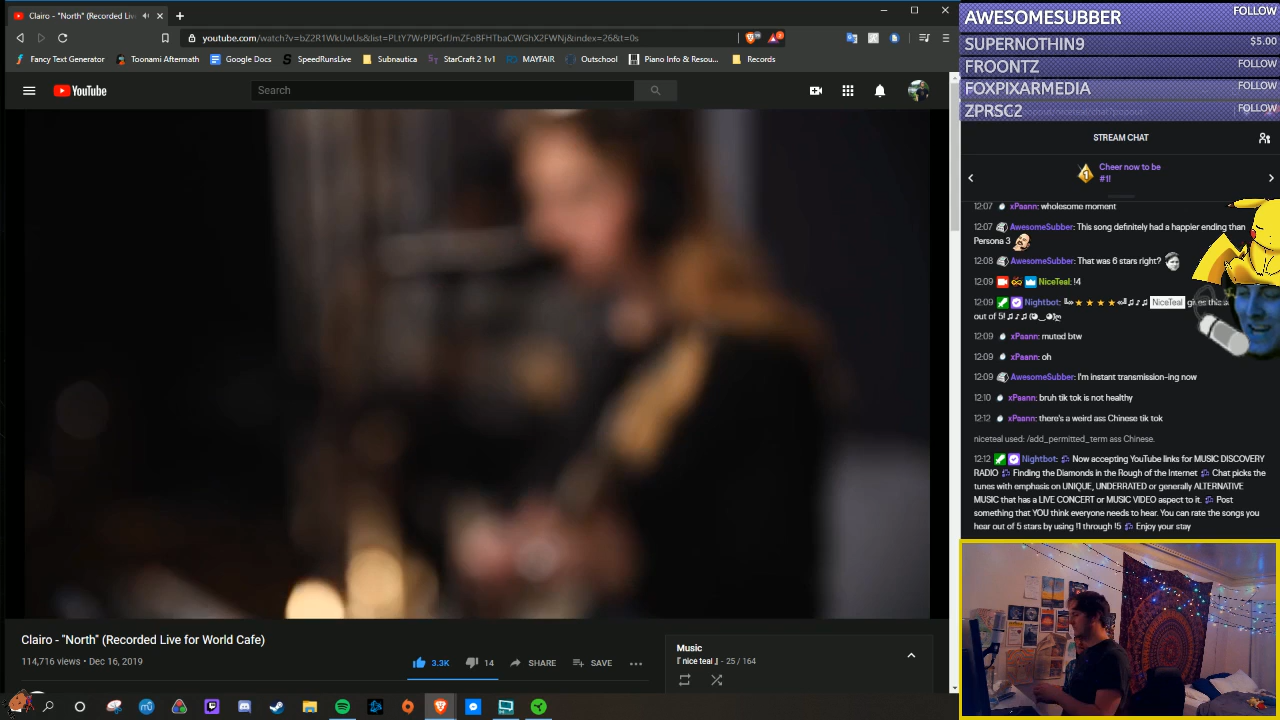 Clairo - "North" (Recorded Liv
AWESOMESUBBER FOLLOW
SUPERNOTHIN9 $5.00
youtube.com/watch?v=bZ2R1WkUwUs&list=PLtY7WrPJPGrfJmZFoBFHTbaCWGhX2FWNj&index=26&t=0s
Fancy Text Generator Toonami Aftermath Google Docs SpeedRunsLive Subnautica StarCraft 2 1v1 MAYFAIR Outschool Piano Info & Resou... Records
FROONTZ FOLLOW
YouTube Search
FOXPIXARMEDIA FOLLOW
ZPRSC2 FOLLOW
STREAM CHAT
Cheer now to be
#1!
12:07 xPaann: wholesome moment
12:07 AwesomeSubber: This song definitely had a happier ending than
Persona 3
12:08 AwesomeSubber: That was 6 stars right?
12:09 NiceTeal: !4
12:09 Nightbot: NiceTeal
out of 5!
12:09 xPaann: muted btw
12:09 xPaann: oh
12:09 AwesomeSubber: I'm instant transmission-ing now
12:10 xPaann: bruh tik tok is not healthy
12:12 xPaann: there's a weird ass Chinese tik tok
niceteal used: /add_permitted_term ass Chinese.
12:12 Nightbot: Now accepting YouTube links for MUSIC DISCOVERY
RADIO Finding the Diamonds in the Rough of the Internet Chat picks the
tunes with emphasis on UNIQUE, UNDERRATED or generally ALTERNATIVE
MUSIC that has a LIVE CONCERT or MUSIC VIDEO aspect to it. Post
something that YOU think everyone needs to hear. You can rate the songs you
hear out of 5 stars by using !1 through !5 Enjoy your stay
Clairo - "North" (Recorded Live for World Cafe)
114,716 views • Dec 16, 2019
3.3K 14 SHARE SAVE
Music
『 nice teal 』 - 25 / 164